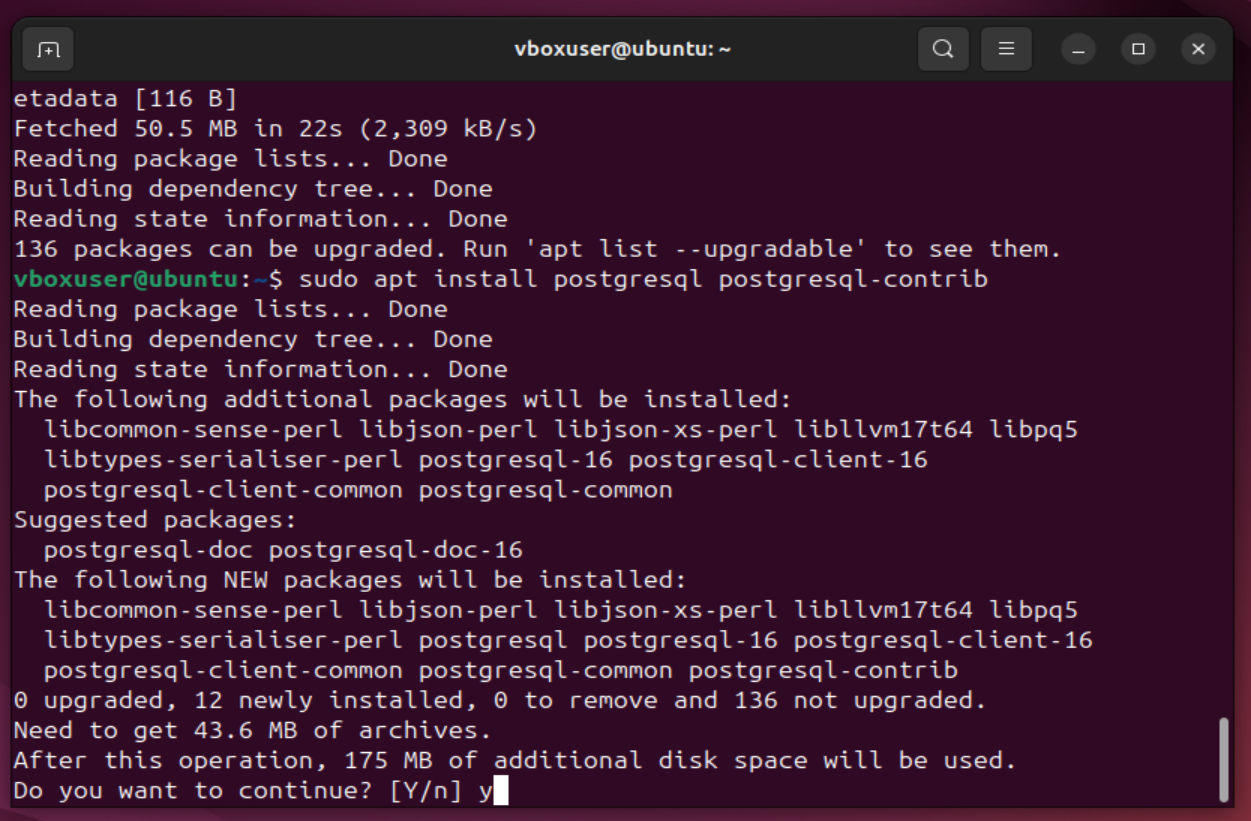 vboxuser@ubuntu: ~
etadata [116 B]
Fetched 50.5 MB in 22s (2,309 kB/s)
Reading package lists... Done
Building dependency tree... Done
Reading state information... Done
136 packages can be upgraded. Run 'apt list --upgradable' to see them.
vboxuser@ubuntu:~$ sudo apt install postgresql postgresql-contrib
Reading package lists... Done
Building dependency tree... Done
Reading state information... Done
The following additional packages will be installed:
  libcommon-sense-perl libjson-perl libjson-xs-perl libllvm17t64 libpq5
  libtypes-serialiser-perl postgresql-16 postgresql-client-16
  postgresql-client-common postgresql-common
Suggested packages:
  postgresql-doc postgresql-doc-16
The following NEW packages will be installed:
  libcommon-sense-perl libjson-perl libjson-xs-perl libllvm17t64 libpq5
  libtypes-serialiser-perl postgresql postgresql-16 postgresql-client-16
  postgresql-client-common postgresql-common postgresql-contrib
0 upgraded, 12 newly installed, 0 to remove and 136 not upgraded.
Need to get 43.6 MB of archives.
After this operation, 175 MB of additional disk space will be used.
Do you want to continue? [Y/n] y